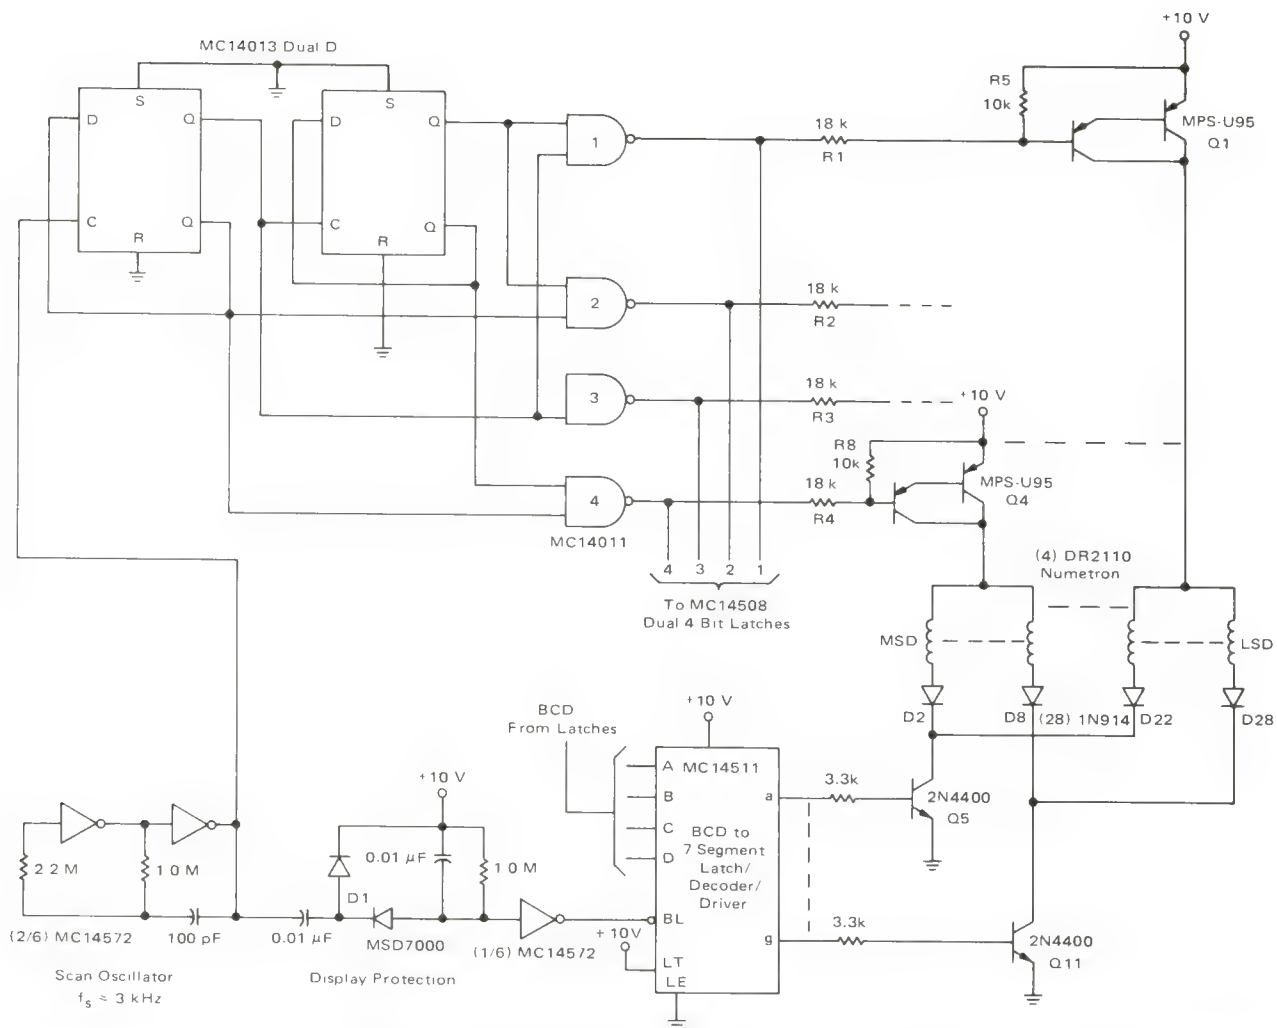 +10 V
MC14013 Dual D
S
D
Q
C
Q
R
S
D
Q
C
Q
R
1
18 k
R1
R5
10k
MPS-U95
Q1
2
18 k
R2
3
18 k
R3
+10 V
R8
10k
MPS-U95
Q4
4
18 k
R4
MC14011
4 3 2 1
To MC14508
Dual 4 Bit Latches
(4) DR2110
Numetron
MSD
LSD
D2
D8
(28) 1N914
D22
D28
BCD
From Latches
+10 V
A
MC14511
B
C
D
BCD to
7 Segment
Latch/
Decoder/
Driver
a
g
BL
LT
LE
3.3k
2N4400
Q5
3.3k
2N4400
Q11
+10 V
0.01 µF
1 0 M
D1
MSD7000
0.01 µF
(1/6) MC14572
+10V
Display Protection
2 2 M
1 0 M
(2/6) MC14572
100 pF
Scan Oscillator
fs ≈ 3 kHz